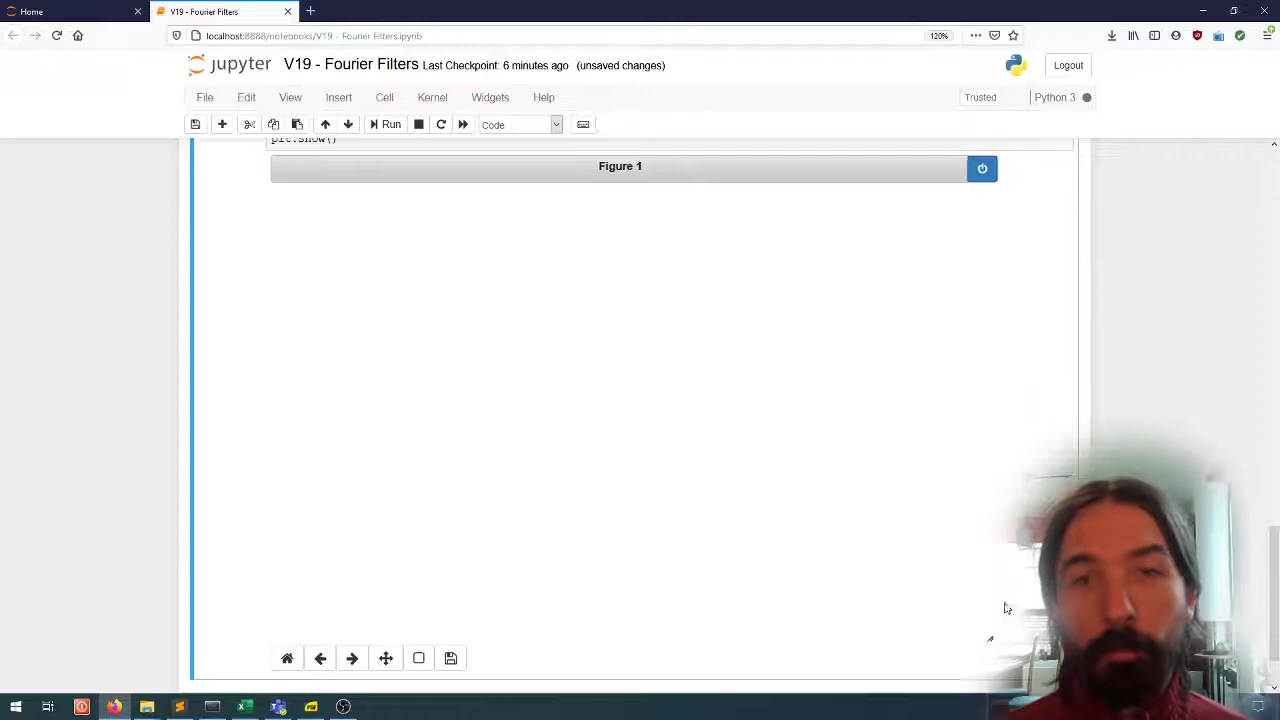 Home
V19 - Fourier Filters
localhost:8888/notebooks/V19 - Fourier Filters.ipynb
120%
jupyter V19 - Fourier Filters Last Checkpoint: 6 minutes ago (unsaved changes)
Logout
File Edit View Insert Cell Kernel Widgets Help
Trusted
Python 3
Run
Code
plt.show()
Figure 1